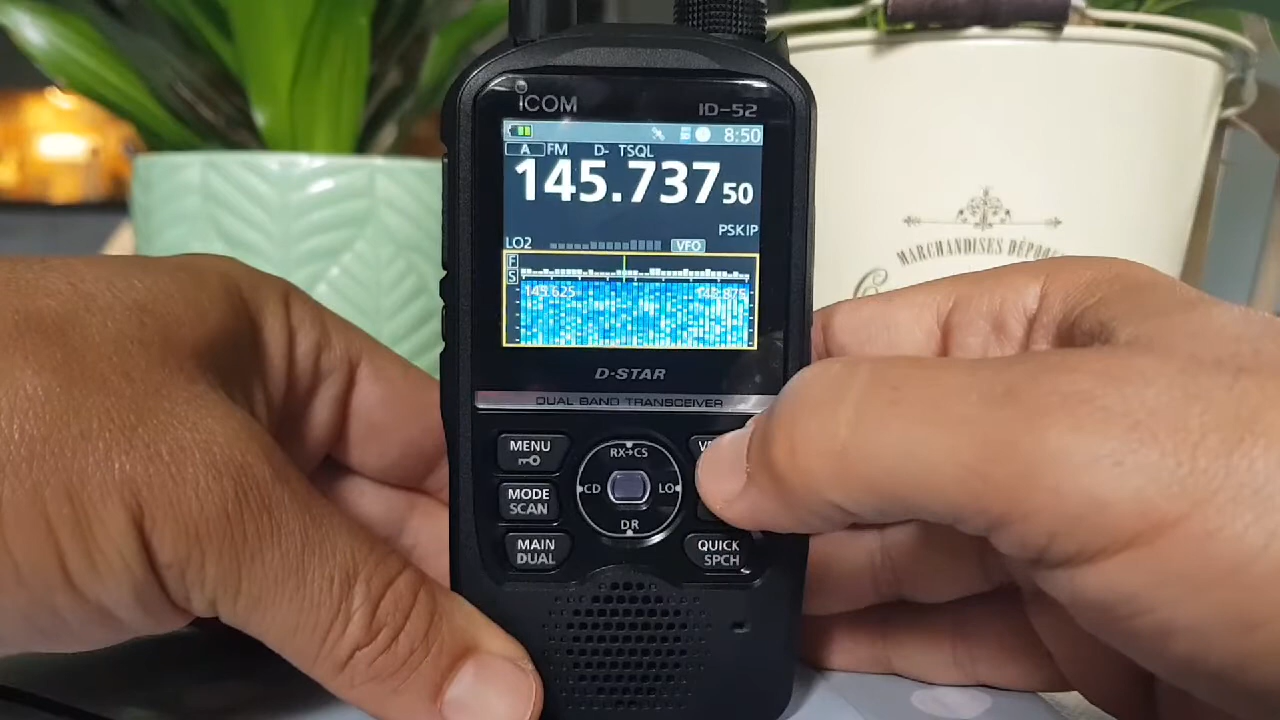 ICOM ID-52
8:50
A FM D- TSQL
145.737 50
PSKIP
LO2 VFO
F
S
145.625
D-STAR
DUAL BAND TRANSCEIVER
MENU
RX→CS
MODE
SCAN
CD LO
DR
MAIN
DUAL
QUICK
SPCH
MARCHANDISES